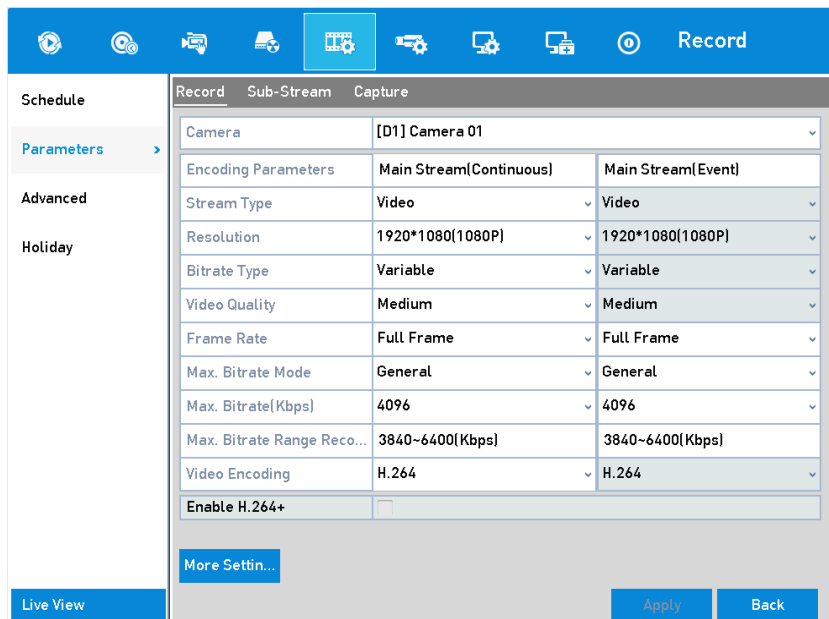 Record
Schedule
Parameters
Advanced
Holiday
Live View
Record Sub-Stream Capture
Camera [D1] Camera 01
Encoding Parameters Main Stream(Continuous) Main Stream(Event)
Stream Type Video Video
Resolution 1920*1080(1080P) 1920*1080(1080P)
Bitrate Type Variable Variable
Video Quality Medium Medium
Frame Rate Full Frame Full Frame
Max. Bitrate Mode General General
Max. Bitrate(Kbps) 4096 4096
Max. Bitrate Range Reco... 3840~6400(Kbps) 3840~6400(Kbps)
Video Encoding H.264 H.264
Enable H.264+
More Settin...
Apply Back